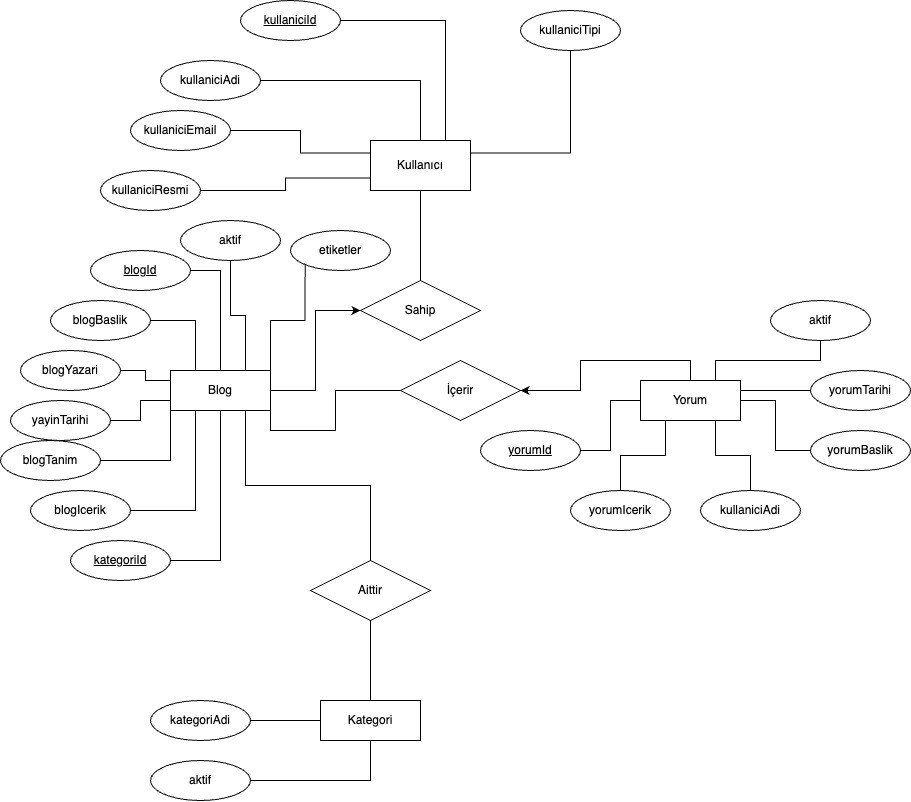 kullaniciId
kullaniciTipi
kullaniciAdi
kullaniciEmail
Kullanıcı
kullaniciResmi
aktif
etiketler
blogId
Sahip
blogBaslik
aktif
blogYazari
Blog
İçerir
yorumTarihi
Yorum
yayinTarihi
yorumId
yorumBaslik
blogTanim
blogIcerik
yorumIcerik
kullaniciAdi
kategoriId
Aittir
kategoriAdi
Kategori
aktif